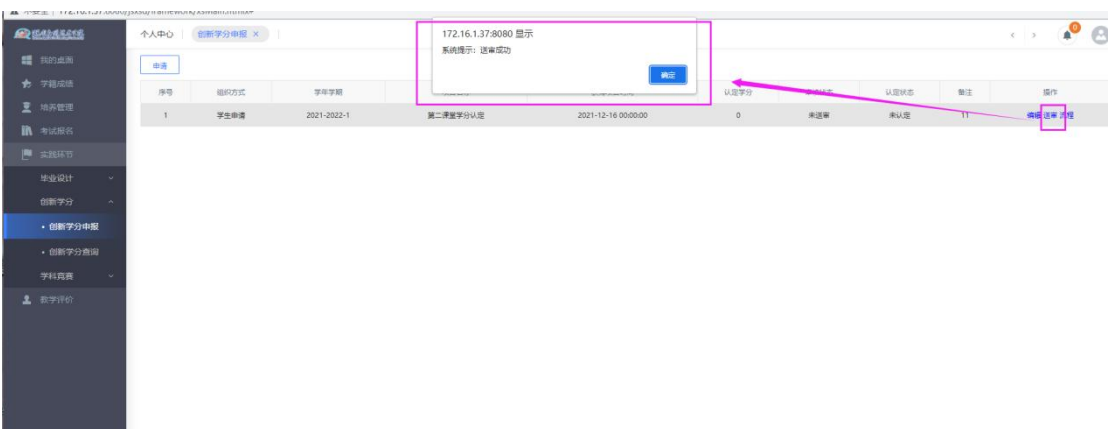 个人中心 创新学分申报 ×
172.16.1.37:8080 显示
系统提示：送审成功
确定
0
我的桌面
学籍成绩
培养管理
考试报名
实践环节
毕业设计
创新学分
• 创新学分申报
• 创新学分查询
学科竞赛
教学评价
申请
序号 组织方式 学年学期 认定学分 认定状态 备注 操作
1 学生申请 2021-2022-1 第二课堂学分认定 2021-12-16 00:00:00 0 未送审 未认定 11 编辑 送审 流程